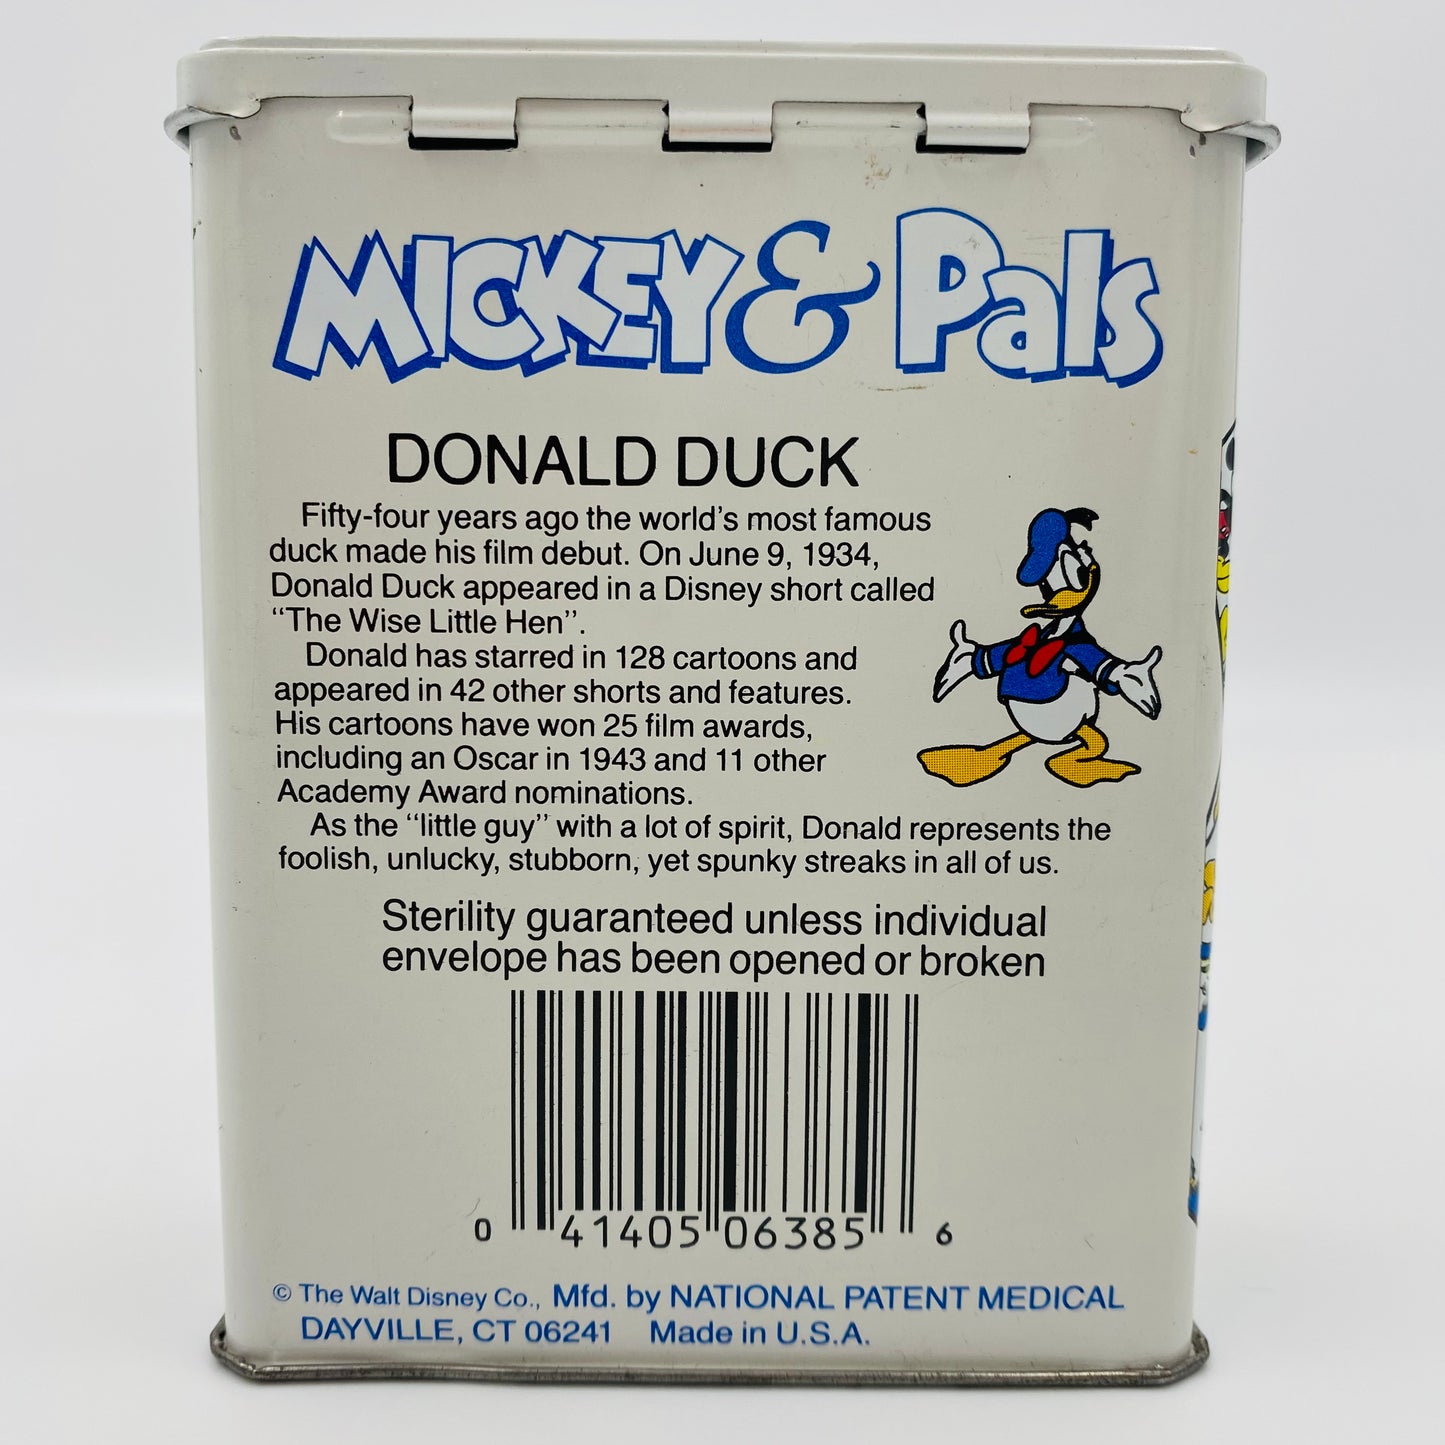 MICKEY & Pals
DONALD DUCK
Fifty-four years ago the world's most famous
duck made his film debut. On June 9, 1934,
Donald Duck appeared in a Disney short called
"The Wise Little Hen".
Donald has starred in 128 cartoons and
appeared in 42 other shorts and features.
His cartoons have won 25 film awards,
including an Oscar in 1943 and 11 other
Academy Award nominations.
As the "little guy" with a lot of spirit, Donald represents the
foolish, unlucky, stubborn, yet spunky streaks in all of us.
Sterility guaranteed unless individual
envelope has been opened or broken
0 41405 06385 6
© The Walt Disney Co., Mfd. by NATIONAL PATENT MEDICAL
DAYVILLE, CT 06241 Made in U.S.A.